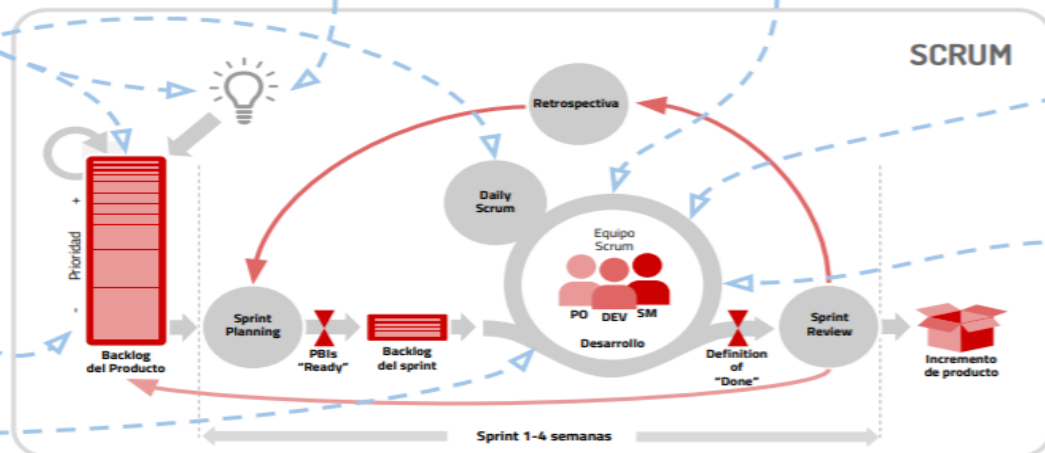 SCRUM
Retrospectiva
Daily
Scrum
Equipo
Scrum
PO DEV SM
Desarrollo
+
Prioridad
-
Backlog
del Producto
Sprint
Planning
PBIs
"Ready"
Backlog
del sprint
Definition
of
"Done"
Sprint
Review
Incremento
de producto
Sprint 1-4 semanas